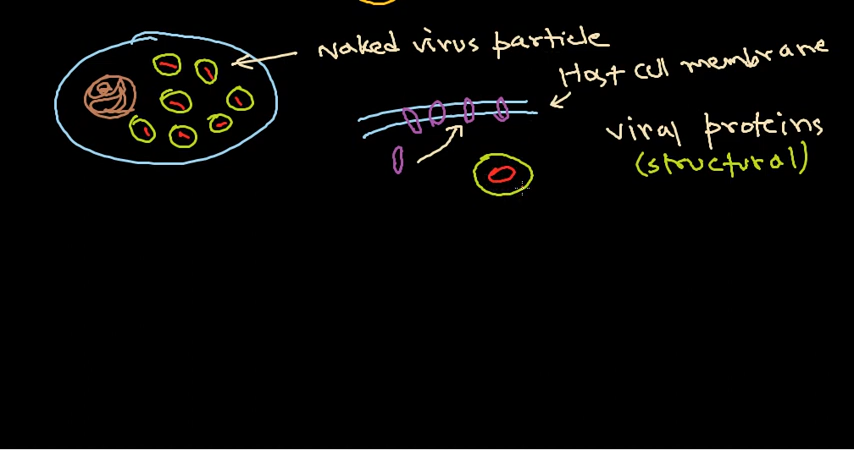 Naked virus particle
Host cell membrane
viral proteins
(structural)